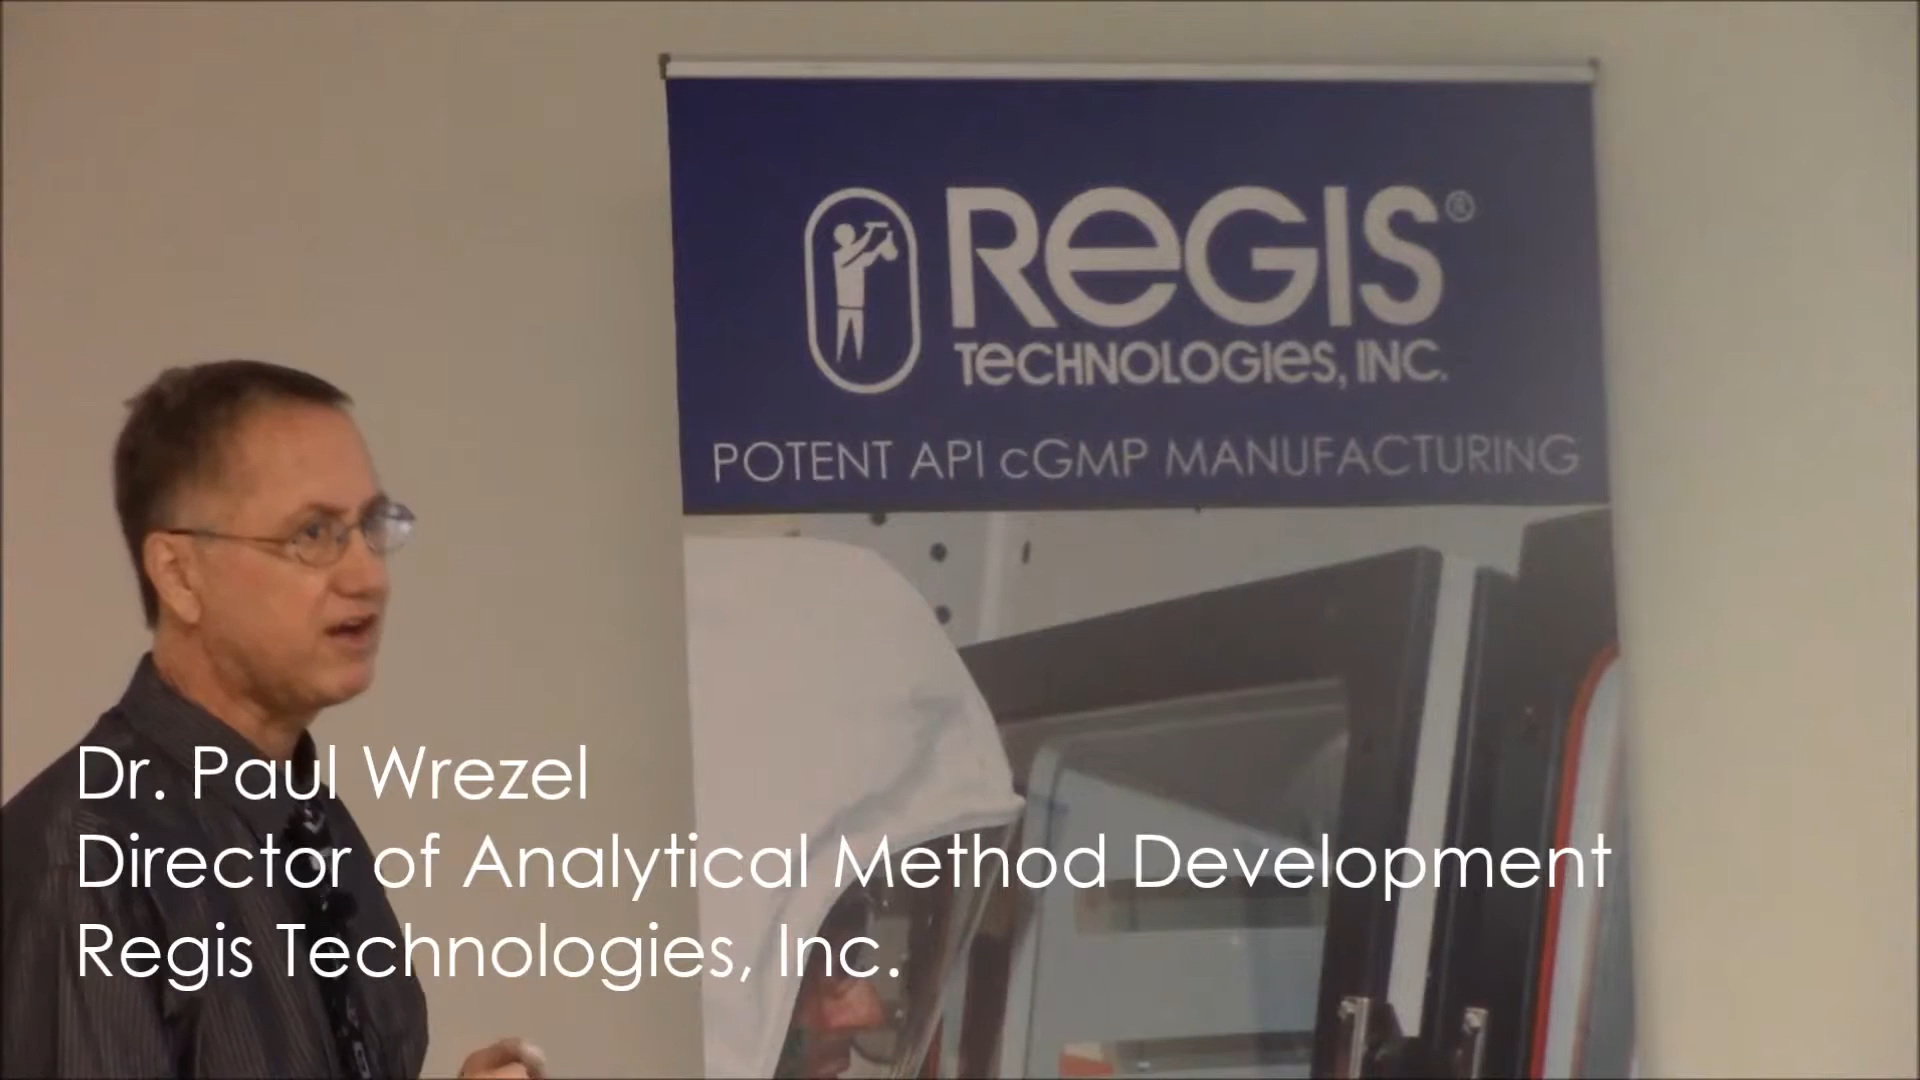 REGIS®
TECHNOLOGIES, INC.
POTENT API cGMP MANUFACTURING
Dr. Paul Wrezel
Director of Analytical Method Development
Regis Technologies, Inc.